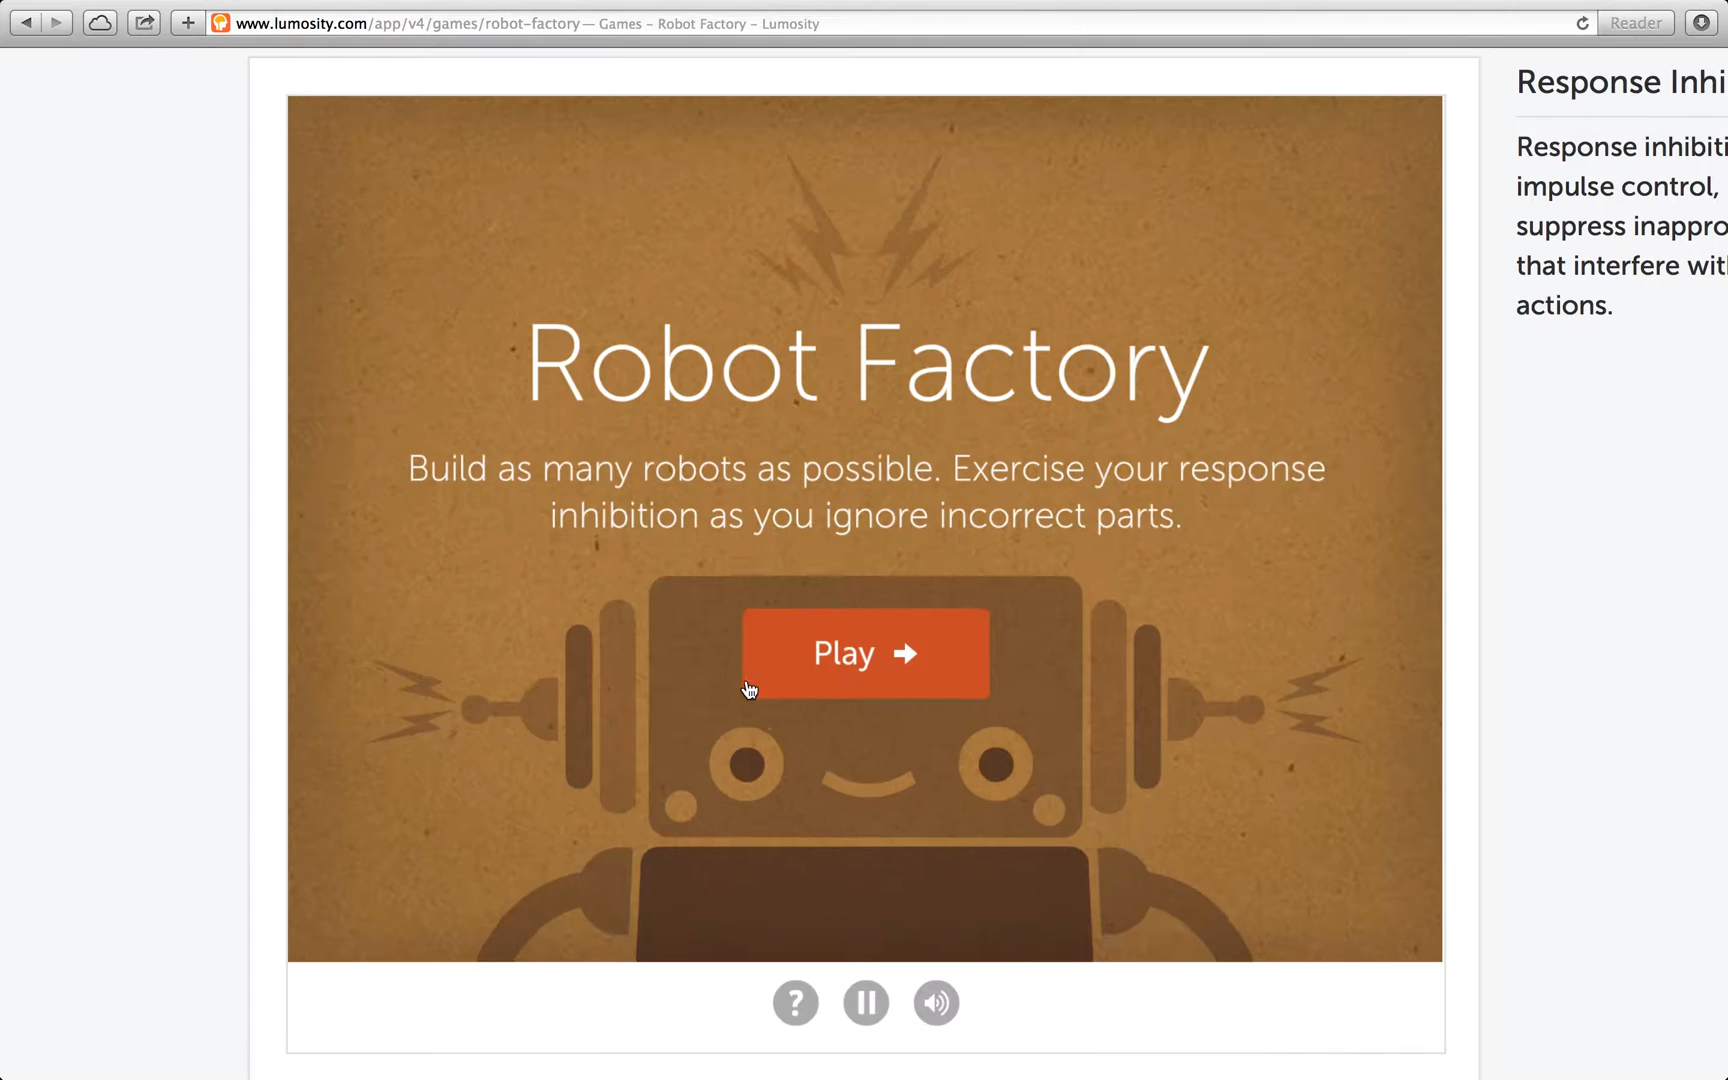 www.lumosity.com/app/v4/games/robot-factory — Games – Robot Factory – Lumosity
Reader
Robot Factory
Build as many robots as possible. Exercise your response
inhibition as you ignore incorrect parts.
Play
?
Response Inhi
Response inhibiti
impulse control,
suppress inappro
that interfere wit
actions.